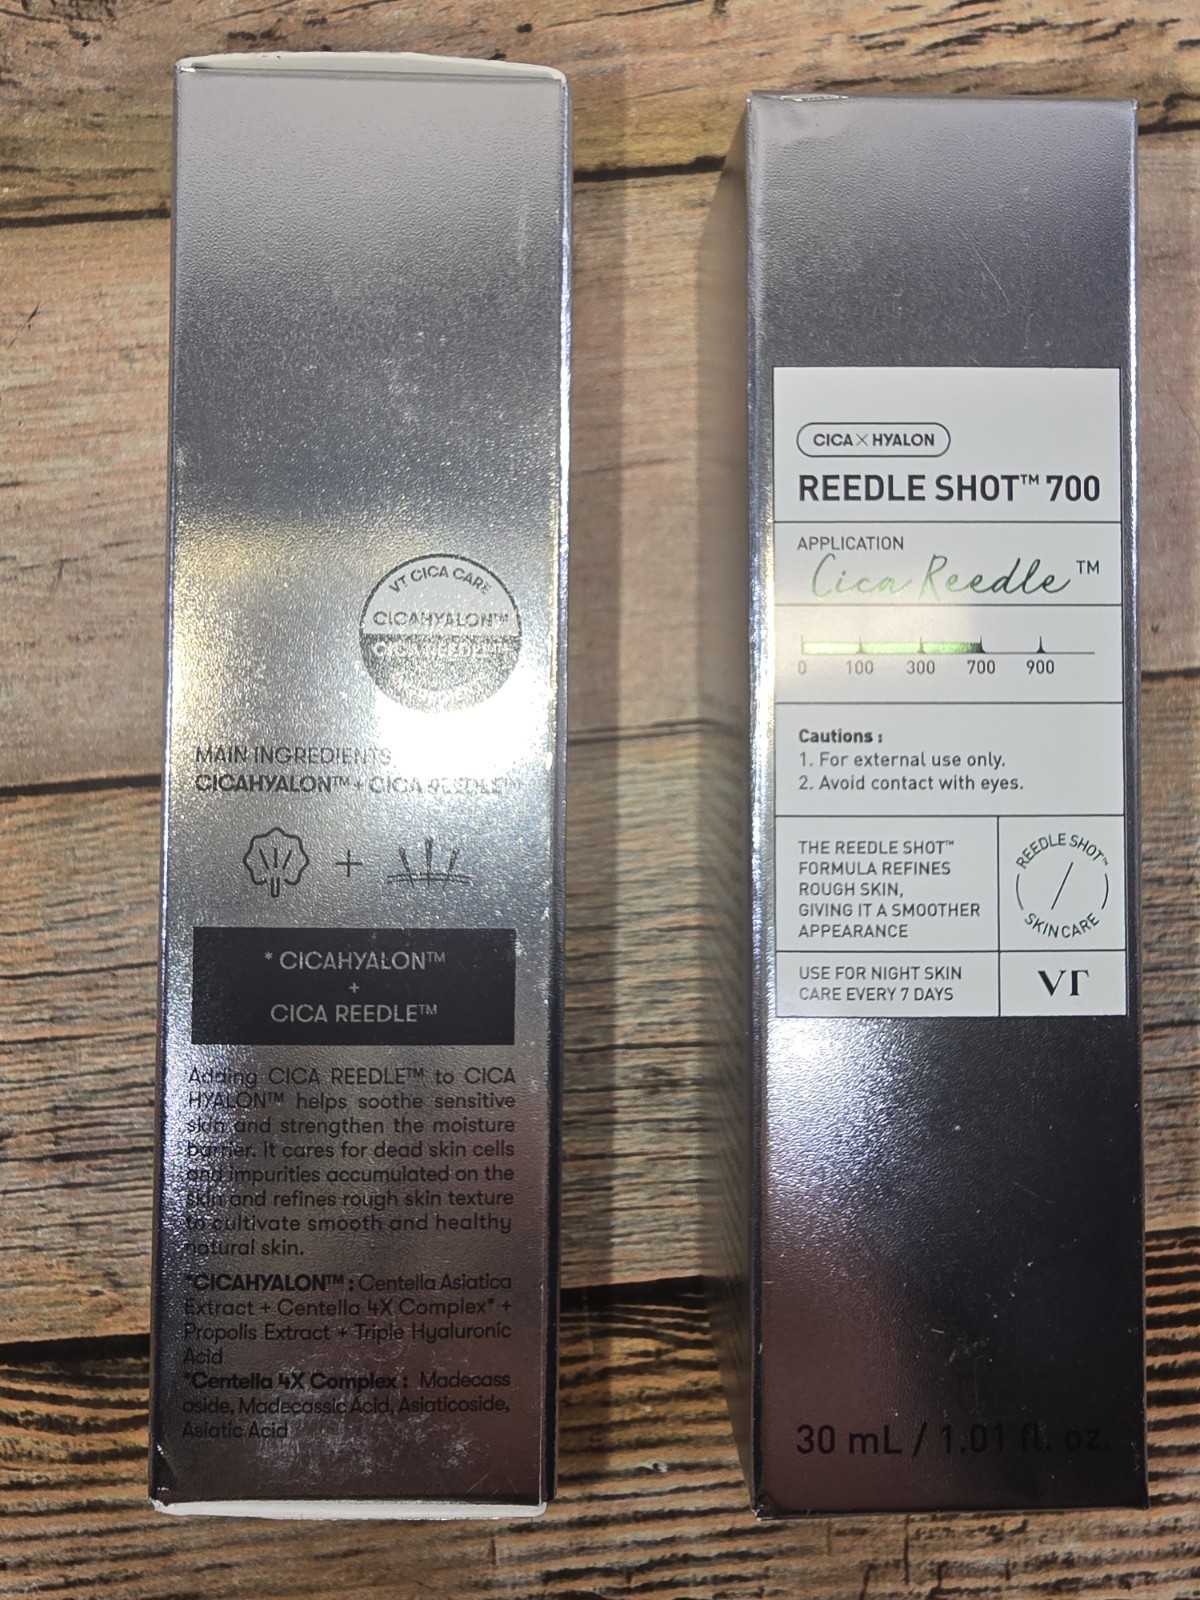 VT CICA CARE
CICAHYALON™
CICA REEDLE™
MAIN INGREDIENTS
CICAHYALON™ + CICA REEDLE™
* CICAHYALON™
+
CICA REEDLE™
Adding CICA REEDLE™ to CICA
HYALON™ helps soothe sensitive
skin and strengthen the moisture
barrier. It cares for dead skin cells
and impurities accumulated on the
skin and refines rough skin texture
to cultivate smooth and healthy
natural skin.
*CICAHYALON™ : Centella Asiatica
Extract + Centella 4X Complex* +
Propolis Extract + Triple Hyaluronic
Acid
*Centella 4X Complex : Madecass
oside, Madecassic Acid, Asiaticoside,
Asiatic Acid
CICA × HYALON
REEDLE SHOT™ 700
APPLICATION
Cica Reedle™
0 100 300 700 900
Cautions :
1. For external use only.
2. Avoid contact with eyes.
THE REEDLE SHOT™
FORMULA REFINES
ROUGH SKIN,
GIVING IT A SMOOTHER
APPEARANCE
REEDLE SHOT™
SKINCARE
USE FOR NIGHT SKIN
CARE EVERY 7 DAYS
VT
30 mL / 1.01 fl. oz.